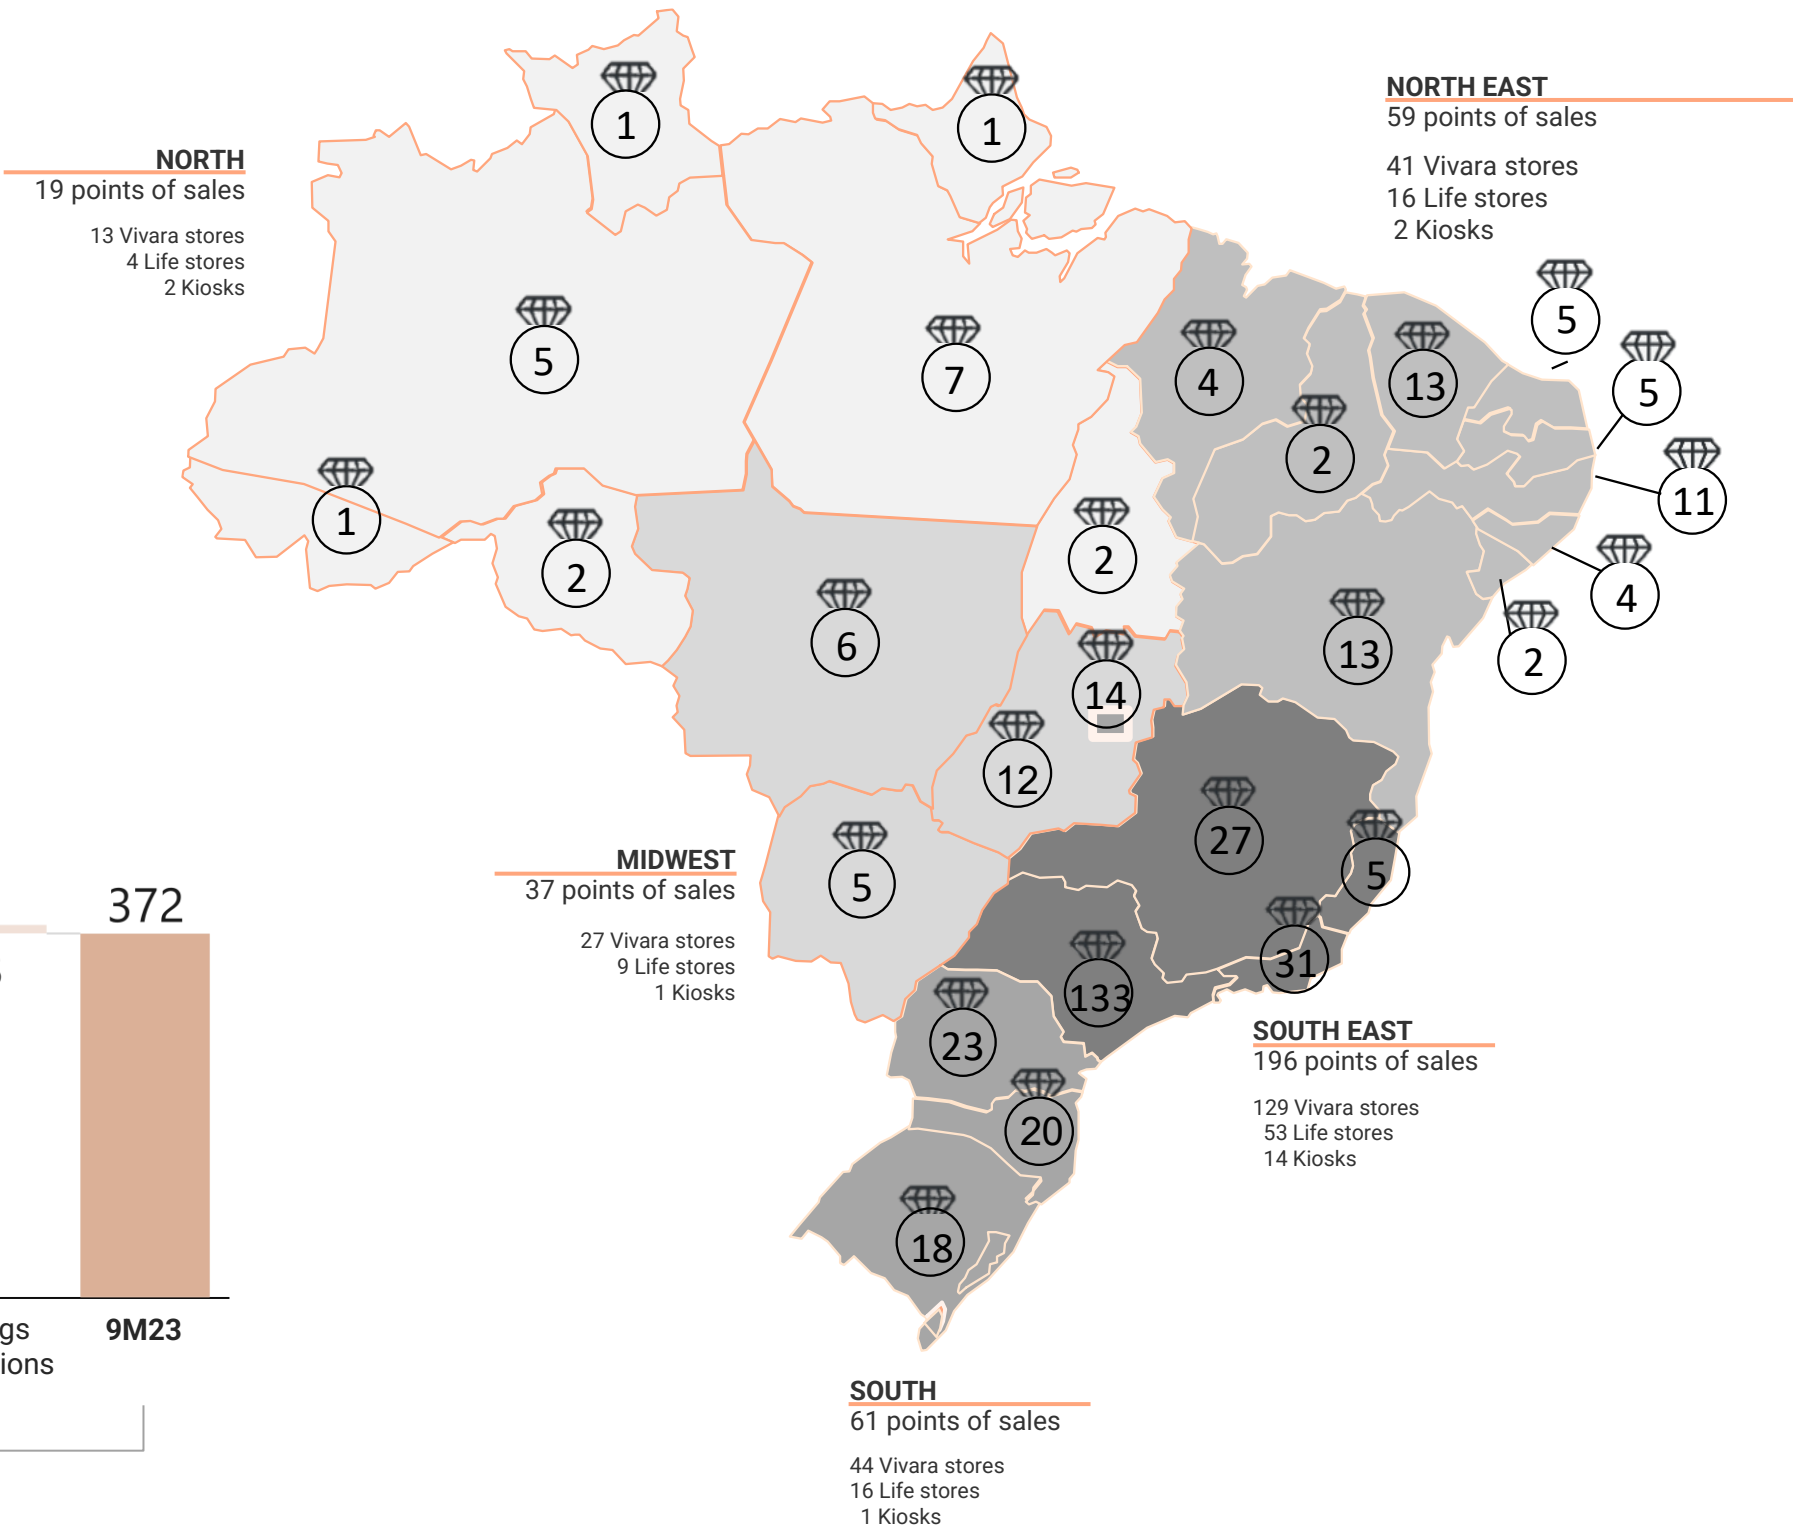 NORTH
19 points of sales
13 Vivara stores
4 Life stores
2 Kiosks
NORTH EAST
59 points of sales
41 Vivara stores
16 Life stores
2 Kiosks
1
1
5
7
4
13
2
5
5
11
4
2
1
2
6
2
14
12
13
5
27
5
31
133
23
20
18
MIDWEST
37 points of sales
27 Vivara stores
9 Life stores
1 Kiosks
SOUTH EAST
196 points of sales
129 Vivara stores
53 Life stores
14 Kiosks
SOUTH
61 points of sales
44 Vivara stores
16 Life stores
1 Kiosks
372
gs
ions
9M23